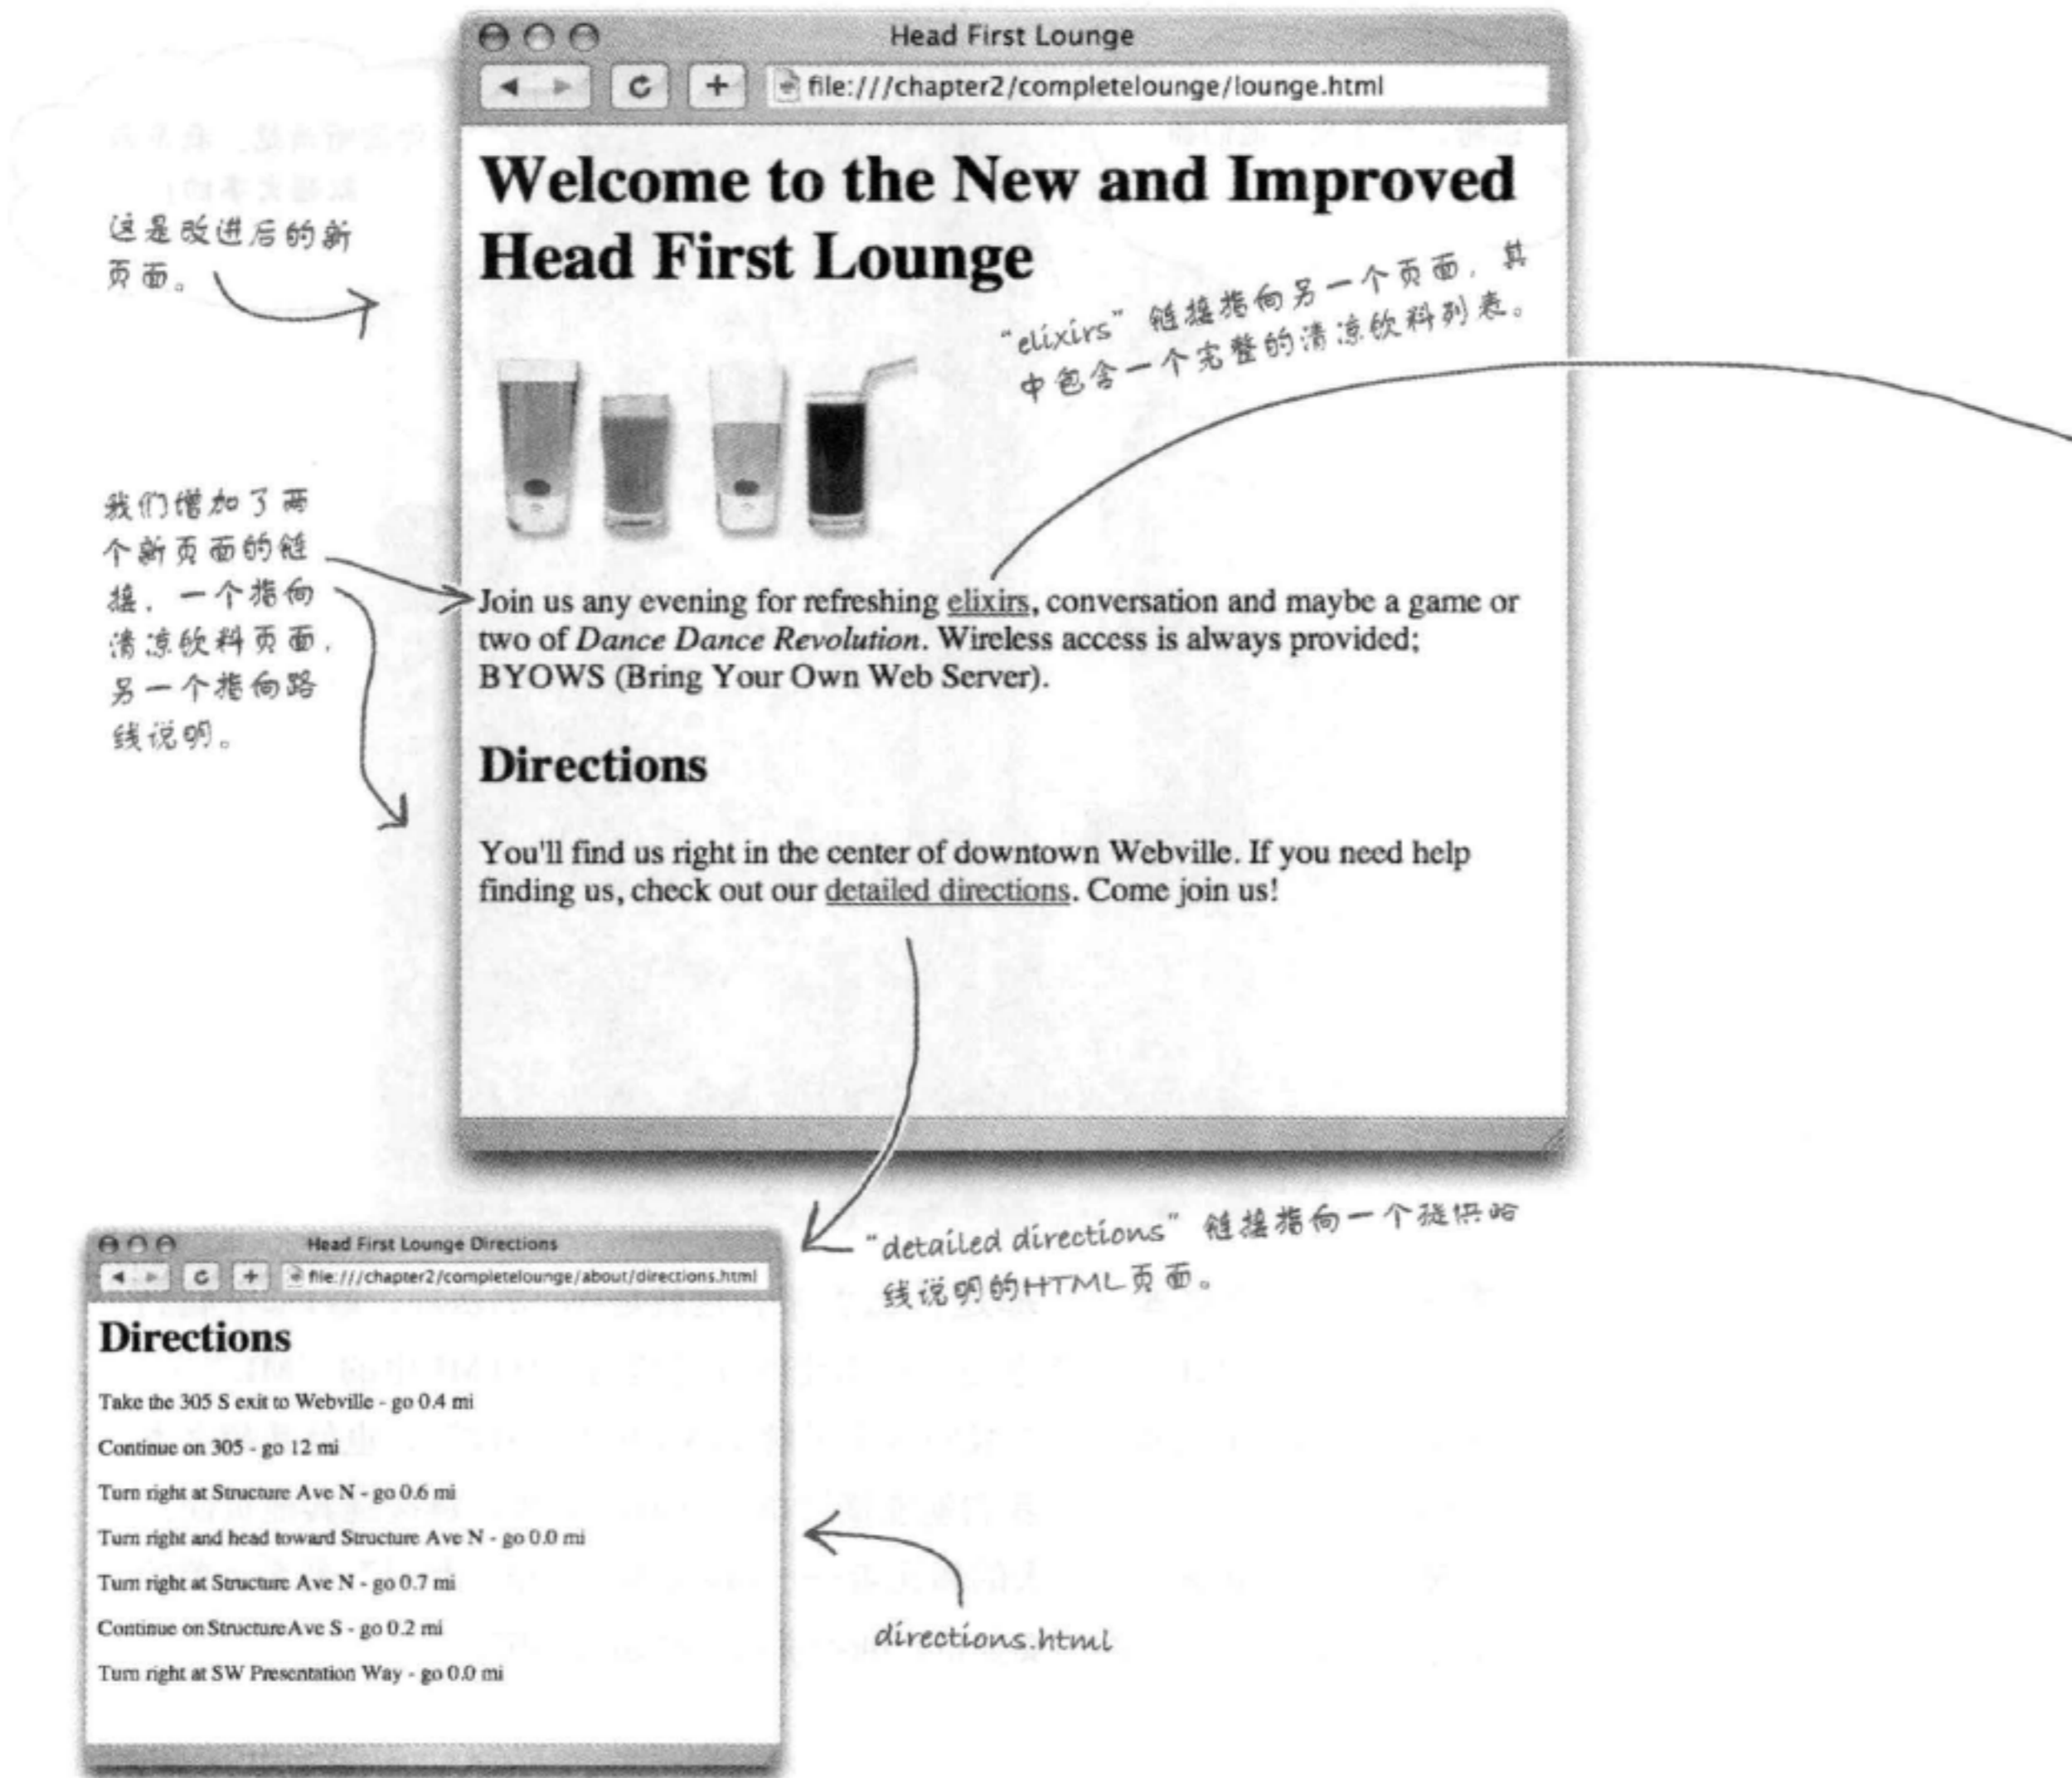 Head First Lounge
file:///chapter2/completelounge/lounge.html
Welcome to the New and Improved
Head First Lounge
这是改进后的新
页面。
“elixirs” 链接指向另一个页面，其
中包含一个完整的清凉饮料列表。
我们增加了两
个新页面的链
接，一个指向
清凉饮料页面，
另一个指向路
线说明。
Join us any evening for refreshing elixirs, conversation and maybe a game or
two of Dance Dance Revolution. Wireless access is always provided;
BYOWS (Bring Your Own Web Server).
Directions
You'll find us right in the center of downtown Webville. If you need help
finding us, check out our detailed directions. Come join us!
“detailed directions” 链接指向一个提供路
线说明的HTML页面。
Head First Lounge Directions
file:///chapter2/completelounge/about/directions.html
Directions
Take the 305 S exit to Webville - go 0.4 mi
Continue on 305 - go 12 mi
Turn right at Structure Ave N - go 0.6 mi
Turn right and head toward Structure Ave N - go 0.0 mi
Turn right at Structure Ave N - go 0.7 mi
Continue on Structure Ave S - go 0.2 mi
Turn right at SW Presentation Way - go 0.0 mi
directions.html